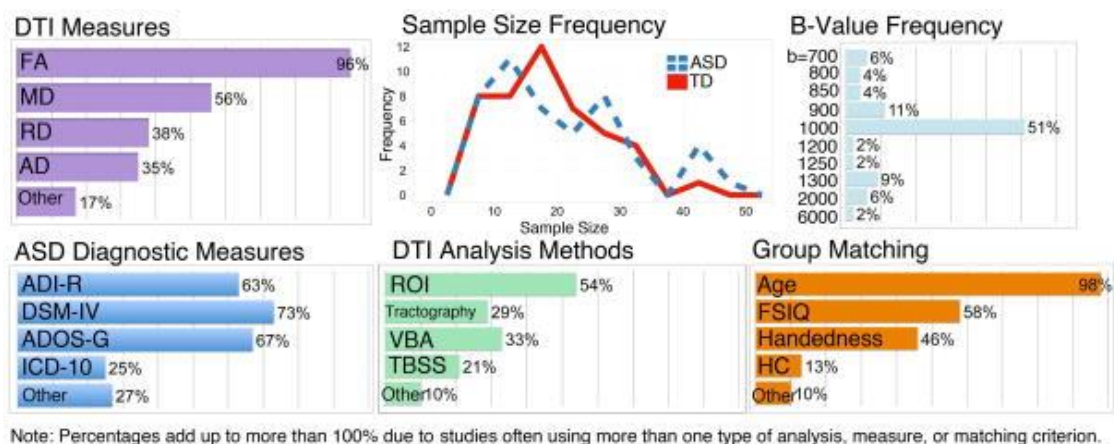 DTI Measures
FA 96%
MD 56%
RD 38%
AD 35%
Other 17%
Sample Size Frequency
12
10
8
6
4
2
0
Frequency
ASD
TD
0 10 20 30 40 50
Sample Size
B-Value Frequency
b=700 6%
800 4%
850 4%
900 11%
1000 51%
1200 2%
1250 2%
1300 9%
2000 6%
6000 2%
ASD Diagnostic Measures
ADI-R 63%
DSM-IV 73%
ADOS-G 67%
ICD-10 25%
Other 27%
DTI Analysis Methods
ROI 54%
Tractography 29%
VBA 33%
TBSS 21%
Other 10%
Group Matching
Age 98%
FSIQ 58%
Handedness 46%
HC 13%
Other 10%
Note: Percentages add up to more than 100% due to studies often using more than one type of analysis, measure, or matching criterion.